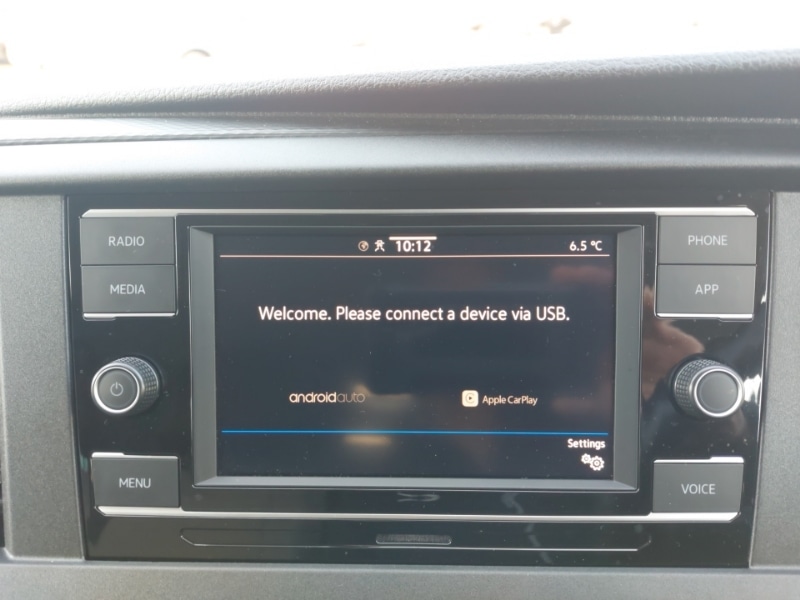 10:12
6.5 °C
RADIO
PHONE
MEDIA
APP
Welcome. Please connect a device via USB.
androidauto
Apple CarPlay
Settings
MENU
VOICE